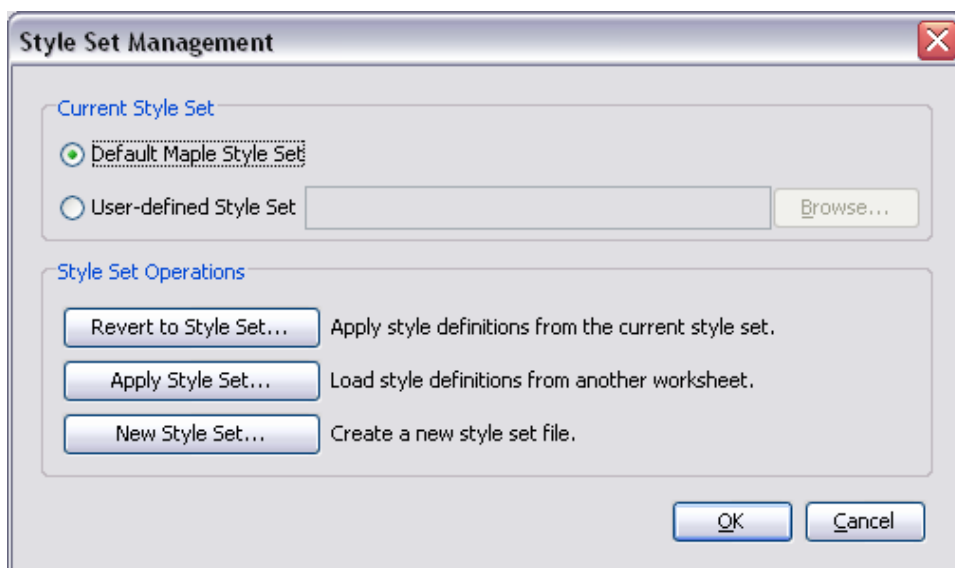 Style Set Management
Current Style Set
Default Maple Style Set
User-defined Style Set Browse...
Style Set Operations
Revert to Style Set... Apply style definitions from the current style set.
Apply Style Set... Load style definitions from another worksheet.
New Style Set... Create a new style set file.
OK Cancel